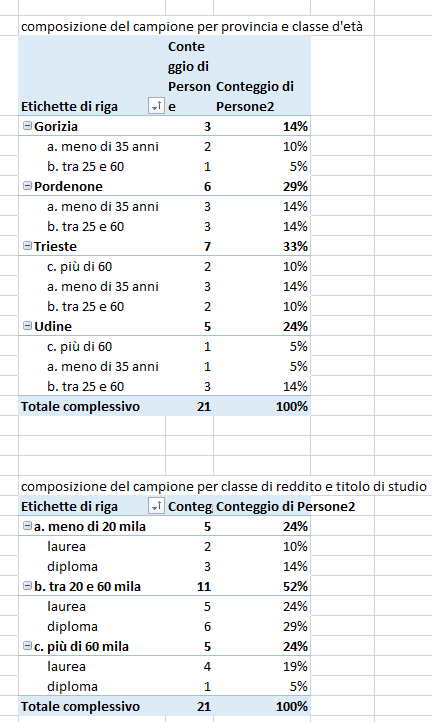 composizione del campione per provincia e classe d'età
Conte
ggio di
Person Conteggio di
Etichette di riga e Persone2
Gorizia 3 14%
a. meno di 35 anni 2 10%
b. tra 25 e 60 1 5%
Pordenone 6 29%
a. meno di 35 anni 3 14%
b. tra 25 e 60 3 14%
Trieste 7 33%
c. più di 60 2 10%
a. meno di 35 anni 3 14%
b. tra 25 e 60 2 10%
Udine 5 24%
c. più di 60 1 5%
a. meno di 35 anni 1 5%
b. tra 25 e 60 3 14%
Totale complessivo 21 100%
composizione del campione per classe di reddito e titolo di studio
Etichette di riga Conteg Conteggio di Persone2
a. meno di 20 mila 5 24%
laurea 2 10%
diploma 3 14%
b. tra 20 e 60 mila 11 52%
laurea 5 24%
diploma 6 29%
c. più di 60 mila 5 24%
laurea 4 19%
diploma 1 5%
Totale complessivo 21 100%